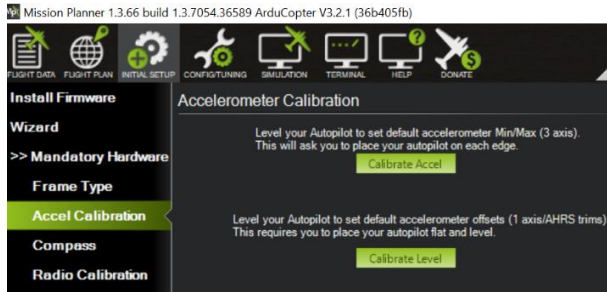 Mission Planner 1.3.66 build 1.3.7054.36589 ArduCopter V3.2.1 (36b405fb)
FLIGHT DATA FLIGHT PLAN INITIAL SETUP CONFIG/TUNING SIMULATION TERMINAL HELP DONATE
Install Firmware
Wizard
>> Mandatory Hardware
Frame Type
Accel Calibration
Compass
Radio Calibration
Accelerometer Calibration
Level your Autopilot to set default accelerometer Min/Max (3 axis).
This will ask you to place your autopilot on each edge.
Calibrate Accel
Level your Autopilot to set default accelerometer offsets (1 axis/AHRS trims)
This requires you to place your autopilot flat and level.
Calibrate Level